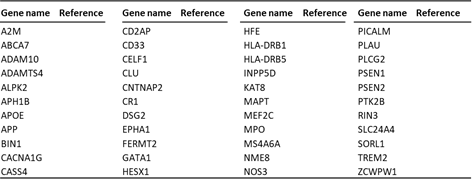 Gene name Reference Gene name Reference Gene name Reference Gene name Reference
A2M CD2AP HFE PICALM
ABCA7 CD33 HLA-DRB1 PLAU
ADAM10 CELF1 HLA-DRB5 PLCG2
ADAMTS4 CLU INPP5D PSEN1
ALPK2 CNTNAP2 KAT8 PSEN2
APH1B CR1 MAPT PTK2B
APOE DSG2 MEF2C RIN3
APP EPHA1 MPO SLC24A4
BIN1 FERMT2 MS4A6A SORL1
CACNA1G GATA1 NME8 TREM2
CASS4 HESX1 NOS3 ZCWPW1